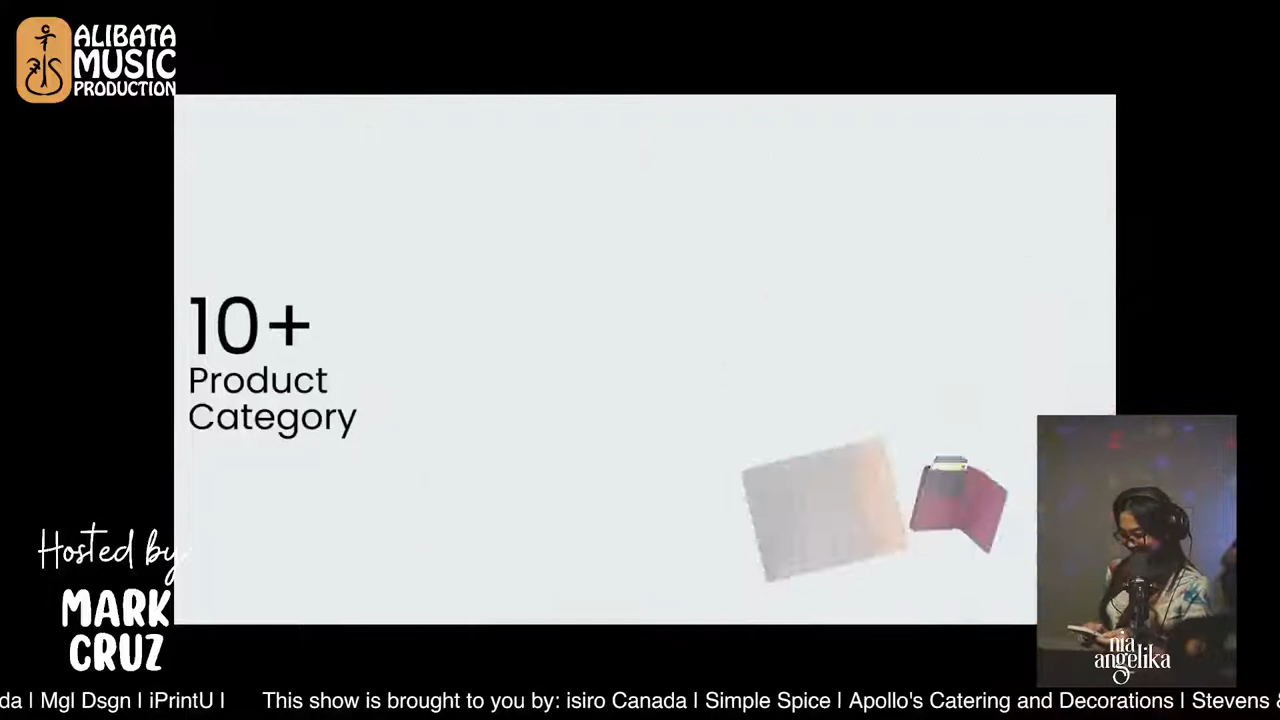 ALIBATA
MUSIC
PRODUCTION
10+
Product
Category
Hosted by
MARK
CRUZ
nia
angelika
da | Mgl Dsgn | iPrintU | This show is brought to you by: isiro Canada | Simple Spice | Apollo's Catering and Decorations | Stevens &